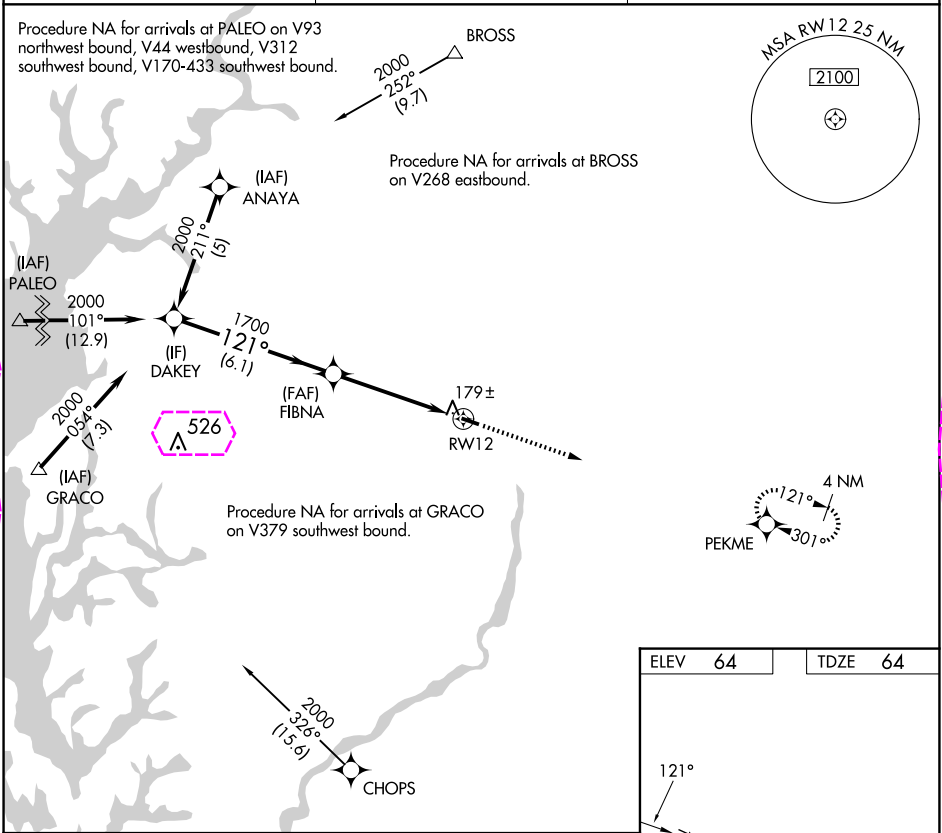 Procedure NA for arrivals at PALEO on V93
northwest bound, V44 westbound, V312
southwest bound, V170-433 southwest bound.
BROSS
2000
252°
(9.7)
MSA RW12 25 NM
2100
Procedure NA for arrivals at BROSS
on V268 eastbound.
(IAF)
ANAYA
2000
211°
(5)
(IAF)
PALEO
2000
101°
(12.9)
(IF)
DAKEY
1700
121°
(6.1)
(FAF)
FIBNA
179±
RW12
2000
054°
(7.3)
(IAF)
GRACO
526
Procedure NA for arrivals at GRACO
on V379 southwest bound.
4 NM
121°
301°
PEKME
2000
326°
(15.6)
CHOPS
ELEV 64
TDZE 64
121°